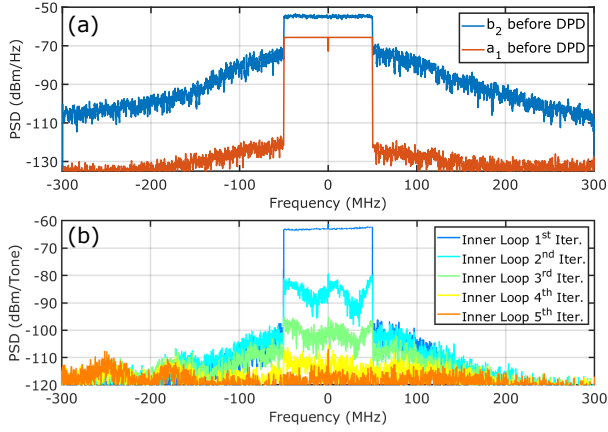 (a)
b₂ before DPD
a₁ before DPD
PSD (dBm/Hz)
-50
-70
-90
-110
-130
-300 -200 -100 0 100 200 300
Frequency (MHz)
(b)
Inner Loop 1ˢᵗ Iter.
Inner Loop 2ⁿᵈ Iter.
Inner Loop 3ʳᵈ Iter.
Inner Loop 4ᵗʰ Iter.
Inner Loop 5ᵗʰ Iter.
PSD (dBm/Tone)
-60
-70
-80
-90
-100
-110
-120
-300 -200 -100 0 100 200 300
Frequency (MHz)